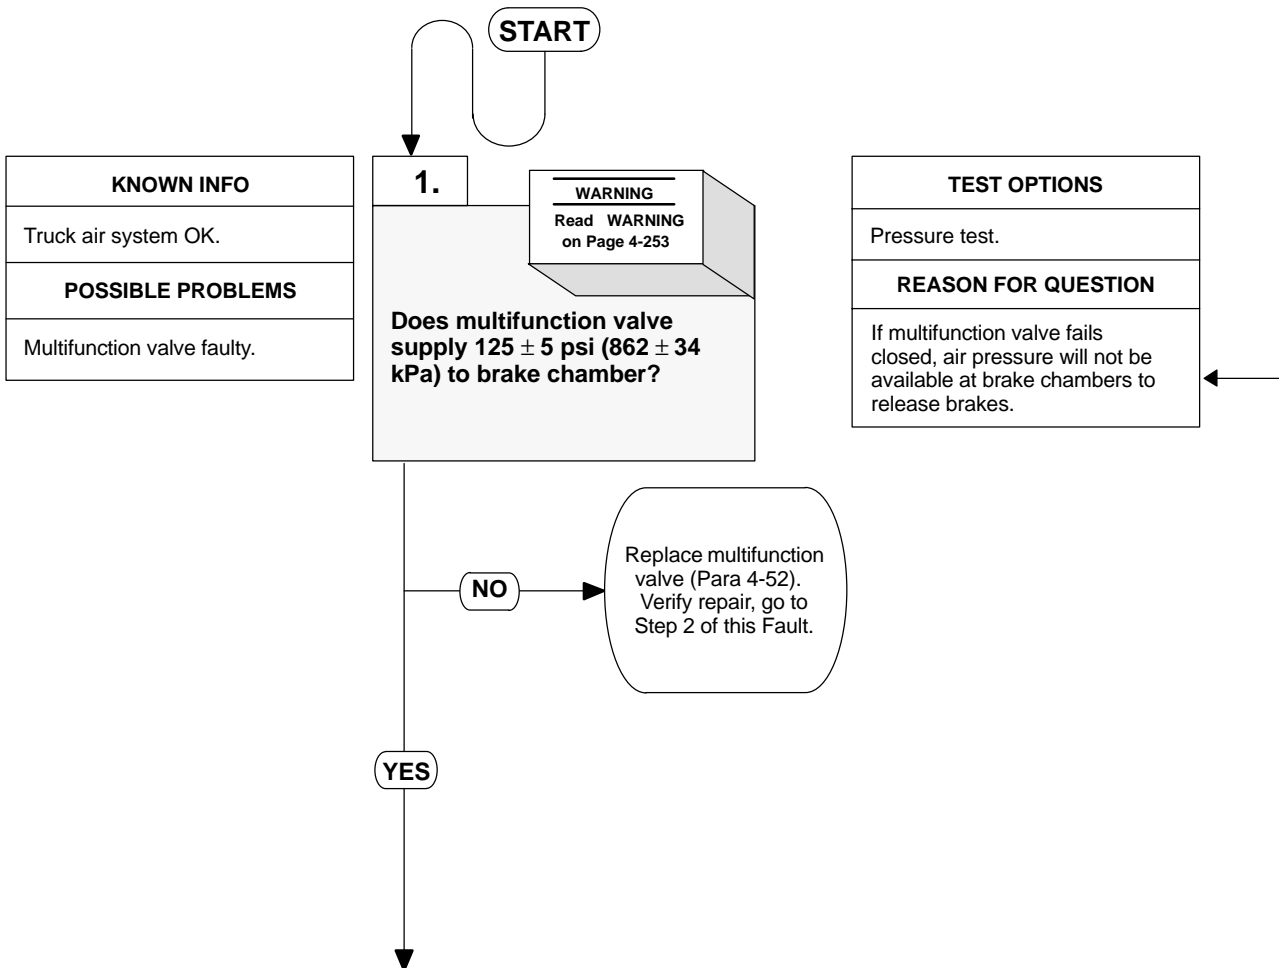 START
KNOWN INFO
Truck air system OK.
POSSIBLE PROBLEMS
Multifunction valve faulty.
1.
WARNING
Read WARNING
on Page 4-253
Does multifunction valve
supply 125 ± 5 psi (862 ± 34
kPa) to brake chamber?
TEST OPTIONS
Pressure test.
REASON FOR QUESTION
If multifunction valve fails
closed, air pressure will not be
available at brake chambers to
release brakes.
NO
Replace multifunction
valve (Para 4-52).
Verify repair, go to
Step 2 of this Fault.
YES